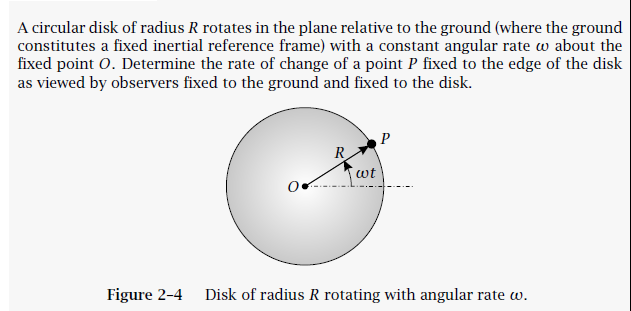 A circular disk of radius R rotates in the plane relative to the ground (where the ground
constitutes a fixed inertial reference frame) with a constant angular rate ω about the
fixed point O. Determine the rate of change of a point P fixed to the edge of the disk
as viewed by observers fixed to the ground and fixed to the disk.
P
R
ωt
O
Figure 2–4 Disk of radius R rotating with angular rate ω.